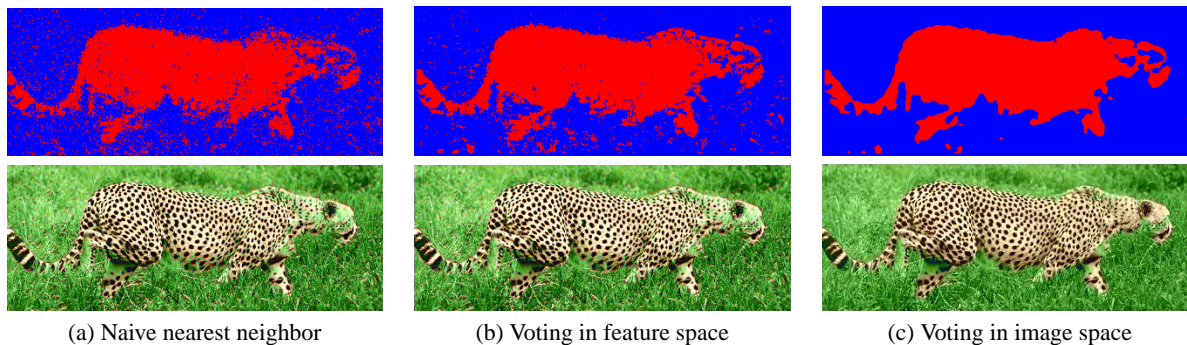 (a) Naive nearest neighbor
(b) Voting in feature space
(c) Voting in image space